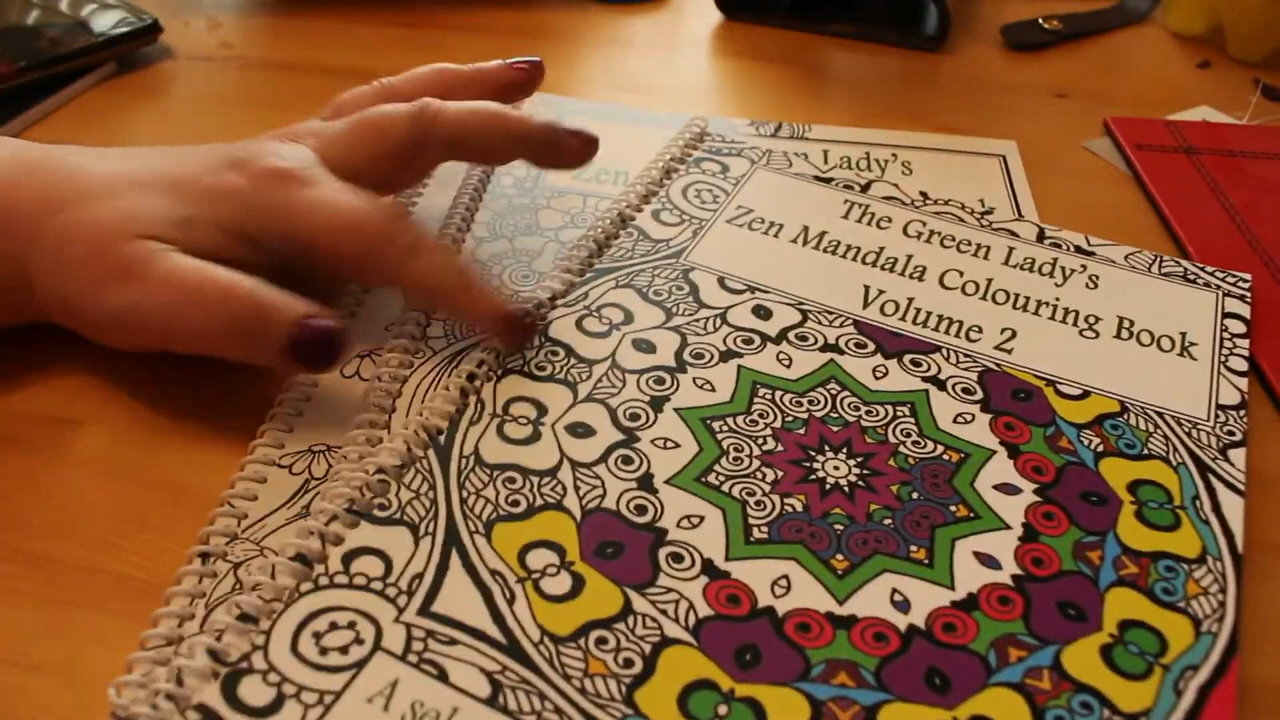 Zen
Lady's
The Green Lady's
Zen Mandala Colouring Book
Volume 2
A